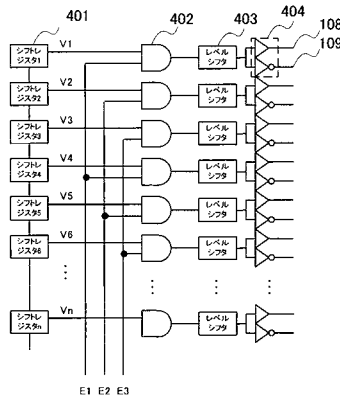 401
402
403
404
シフトレ
ジスタ1
V1
レベル
シフタ
108
109
シフトレ
ジスタ2
V2
レベル
シフタ
シフトレ
ジスタ3
V3
レベル
シフタ
シフトレ
ジスタ4
V4
レベル
シフタ
シフトレ
ジスタ5
V5
レベル
シフタ
シフトレ
ジスタ6
V6
レベル
シフタ
シフトレ
ジスタn
Vn
レベル
シフタ
E1 E2 E3